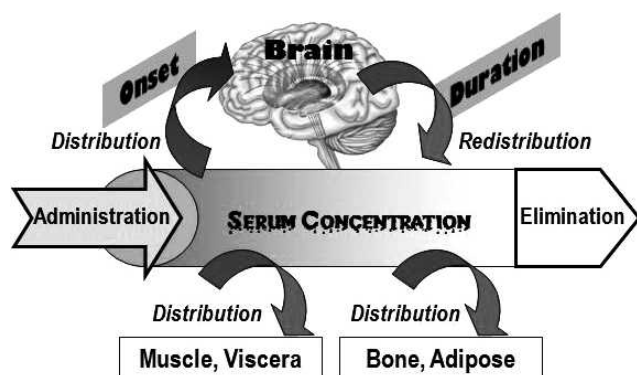 Brain
Onset
Duration
Distribution
Redistribution
Administration
SERUM CONCENTRATION
Elimination
Distribution
Distribution
Muscle, Viscera
Bone, Adipose